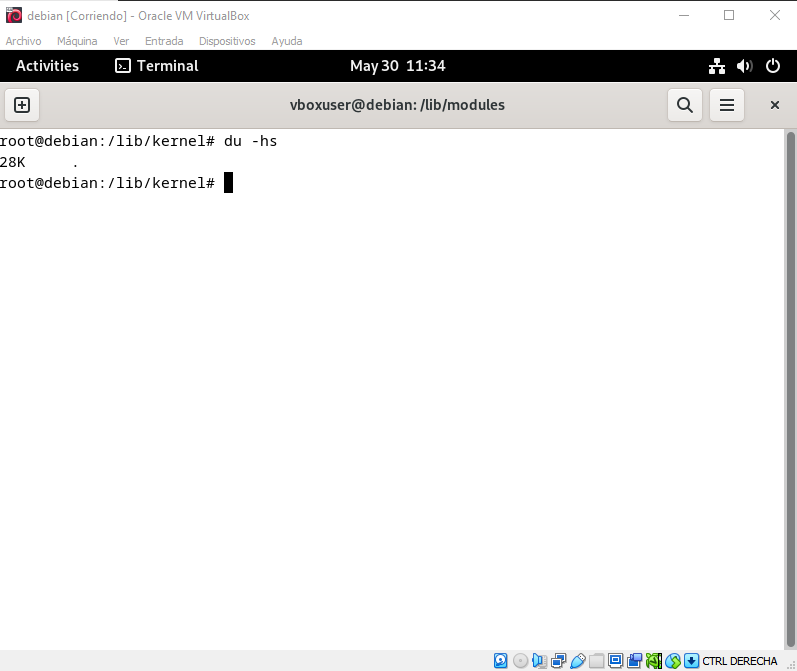 debian [Corriendo] - Oracle VM VirtualBox
Archivo Máquina Ver Entrada Dispositivos Ayuda
Activities Terminal May 30 11:34
vboxuser@debian: /lib/modules
root@debian:/lib/kernel# du -hs
28K .
root@debian:/lib/kernel#
CTRL DERECHA